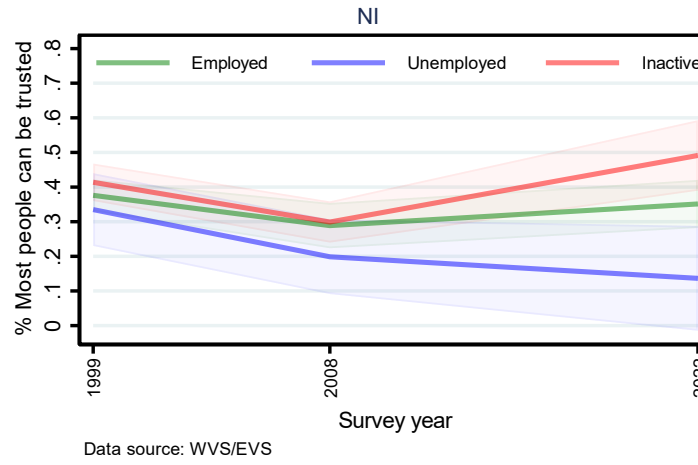 NI
Employed Unemployed Inactive
% Most people can be trusted
.8
.7
.6
.5
.4
.3
.2
.1
0
1999
2008
Survey year
Data source: WVS/EVS